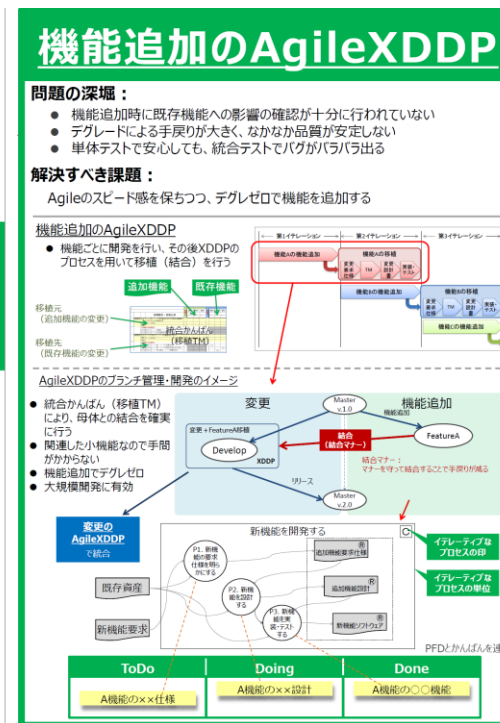 機能追加のAgileXDDP
問題の深堀：
● 機能追加時に既存機能への影響の確認が十分に行われていない
● デグレードによる手戻りが大きく、なかなか品質が安定しない
● 単体テストで安心しても、統合テストでバグがバラバラ出る
解決すべき課題：
Agileのスピード感を保ちつつ、デグレゼロで機能を追加する
機能追加のAgileXDDP
● 機能ごとに開発を行い、その後XDDPの
プロセスを用いて移植（結合）を行う
追加機能
既存機能
移植元
（追加機能の変更）
移植先
（既存機能の変更）
統合かんばん
（移植TM）
第1イテレーション
第2イテレーション
第3イテレーション
機能Aの機能追加
機能Aの移植
変更
要求
仕様
TM
変更
設計
書
実装・
テスト
機能Bの機能追加
機能Bの移植
変更
要求
仕様
TM
変更
設計
書
実装・
テスト
機能Cの機能追加
AgileXDDPのブランチ管理・開発のイメージ
● 統合かんばん（移植TM）
により、母体との結合を確実
に行う
● 関連した小機能なので手間
がかからない
● 機能追加でデグレゼロ
● 大規模開発に有効
変更
機能追加
Master
v.1.0
機能追加
変更＋FeatureA移植
Develop
XDDP
結合
（結合マナー）
FeatureA
結合マナー：
マナーを守って結合することで手戻りが減る
リリース
Master
v.2.0
変更の
AgileXDDP
で統合
新機能を開発する
既存資産
新機能要求
P1. 新機
能の要求
仕様を明ら
かにする
P2. 新機
能を設計
する
P3. 新機
能を実
装・テスト
する
®
追加機能要求仕様
®
追加機能設計
®
新機能ソフトウェア
C
イテレーティブな
プロセスの印
イテレーティブな
プロセスの単位
PFDとかんばんを連
ToDo
Doing
Done
A機能の××仕様
A機能の××設計
A機能の○○機能